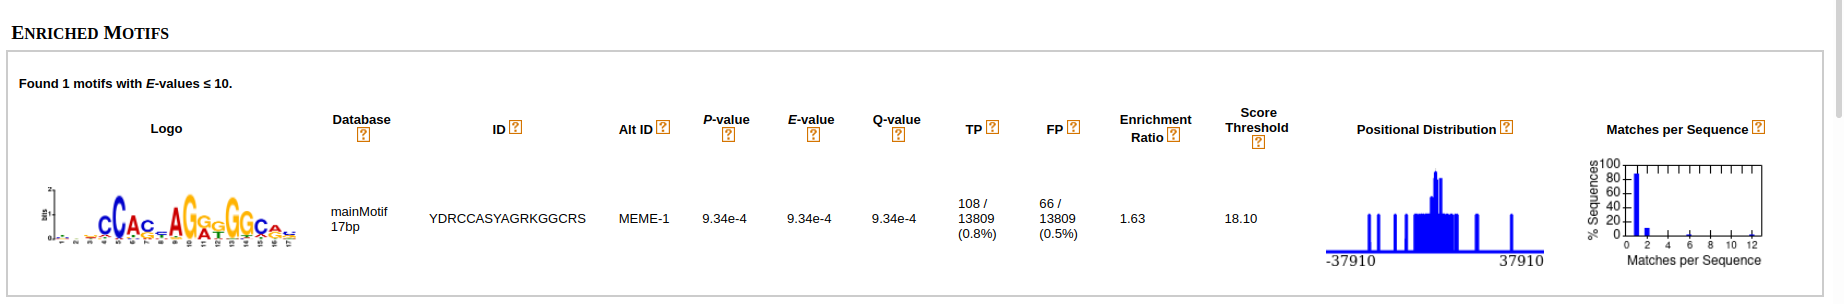 ENRICHED MOTIFS
Found 1 motifs with E-values ≤ 10.
Logo
Database ?
ID ?
Alt ID ?
P-value ?
E-value ?
Q-value ?
TP ?
FP ?
Enrichment
Ratio ?
Score
Threshold
?
Positional Distribution ?
Matches per Sequence ?
mainMotif
17bp
YDRCCASYAGRKGGCRS
MEME-1
9.34e-4
9.34e-4
9.34e-4
108 /
13809
(0.8%)
66 /
13809
(0.5%)
1.63
18.10
-37910
37910
% Sequences
100
80
60
40
20
0
0 2 4 6 8 10 12
Matches per Sequence